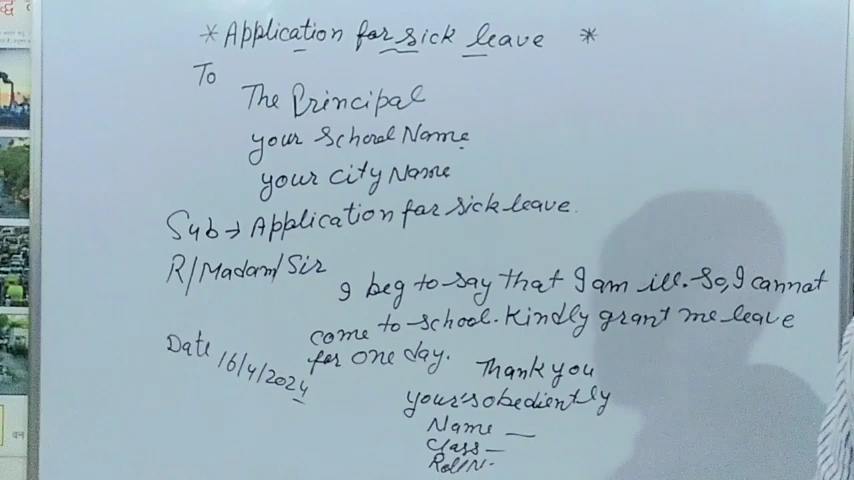 * Application for sick leave *
To
The Principal
your School Name
your city Name
Sub → Application for sick leave.
R/Madam/Sir
I beg to say that I am ill. So, I cannot
come to school. Kindly grant me leave
for one day.
Date 16/4/2024
Thank you
your's obediently
Name —
Class —
Roll N.